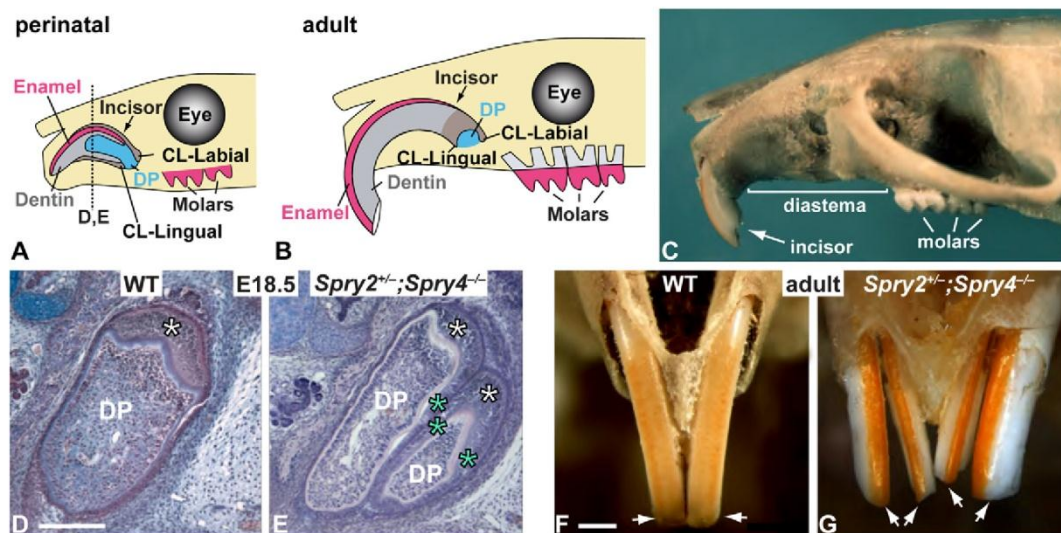 perinatal
Enamel
Incisor
Eye
CL-Labial
DP
Dentin
Molars
D,E
CL-Lingual
A
adult
Incisor
DP
Eye
CL-Labial
CL-Lingual
Dentin
Enamel
Molars
B
diastema
incisor
molars
C
WT
E18.5
Spry2+/–;Spry4–/–
*
DP
D
*
*
DP
*
*
DP
*
E
WT
adult
Spry2+/–;Spry4–/–
F
G